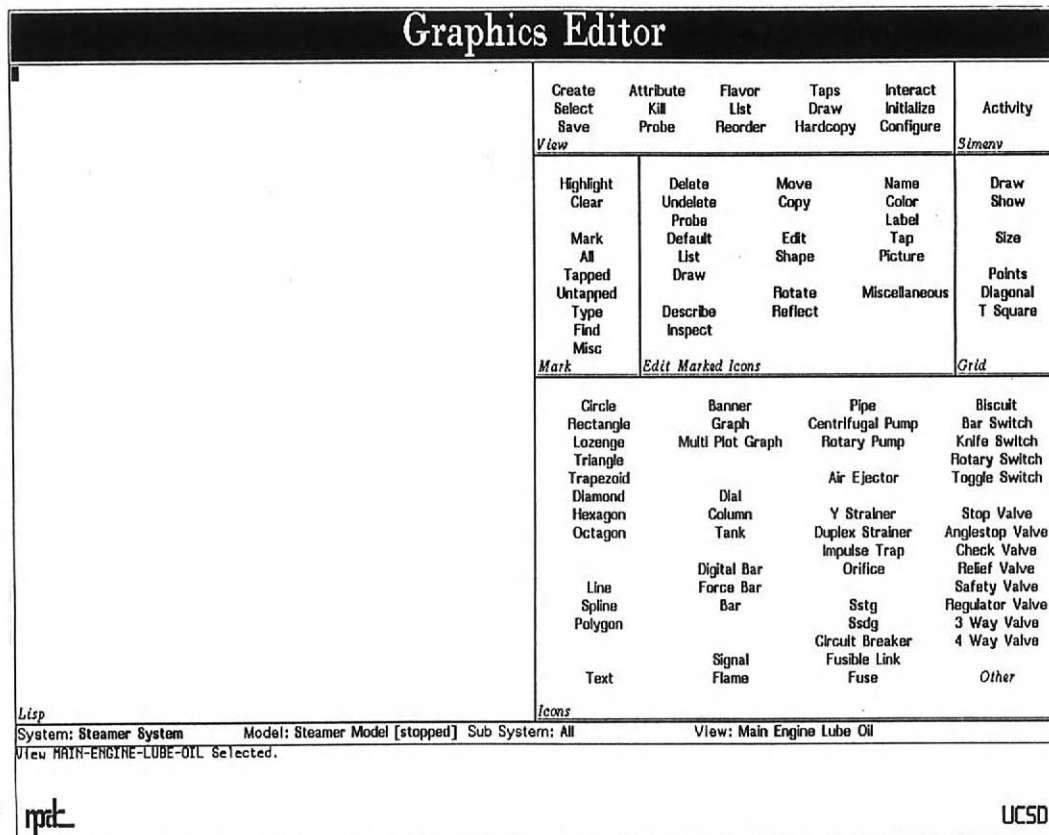 Graphics Editor
Create Attribute Flavor Taps Interact
Select Kill List Draw Initialize
Save Probe Reorder Hardcopy Configure
View
Activity
Simenv
Highlight
Clear
Mark
All
Tapped
Untapped
Type
Find
Misc
Mark
Delete Move Name
Undelete Copy Color
Probe Label
Default Edit Tap
List Shape Picture
Draw
Rotate Miscellaneous
Describe Reflect
Inspect
Edit Marked Icons
Draw
Show
Size
Points
Diagonal
T Square
Grid
Circle Banner Pipe Biscuit
Rectangle Graph Centrifugal Pump Bar Switch
Lozenge Multi Plot Graph Rotary Pump Knife Switch
Triangle Rotary Switch
Trapezoid Air Ejector Toggle Switch
Diamond Dial
Hexagon Column Y Strainer Stop Valve
Octagon Tank Duplex Strainer Anglestop Valve
Impulse Trap Check Valve
Digital Bar Orifice Relief Valve
Line Force Bar Safety Valve
Spline Bar Sstg Regulator Valve
Polygon Ssdg 3 Way Valve
Circuit Breaker 4 Way Valve
Signal Fusible Link
Text Flame Fuse Other
Icons
Lisp
System: Steamer System Model: Steamer Model [stopped] Sub System: All View: Main Engine Lube Oil
View MAIN-ENGINE-LUBE-OIL Selected.
UCSD